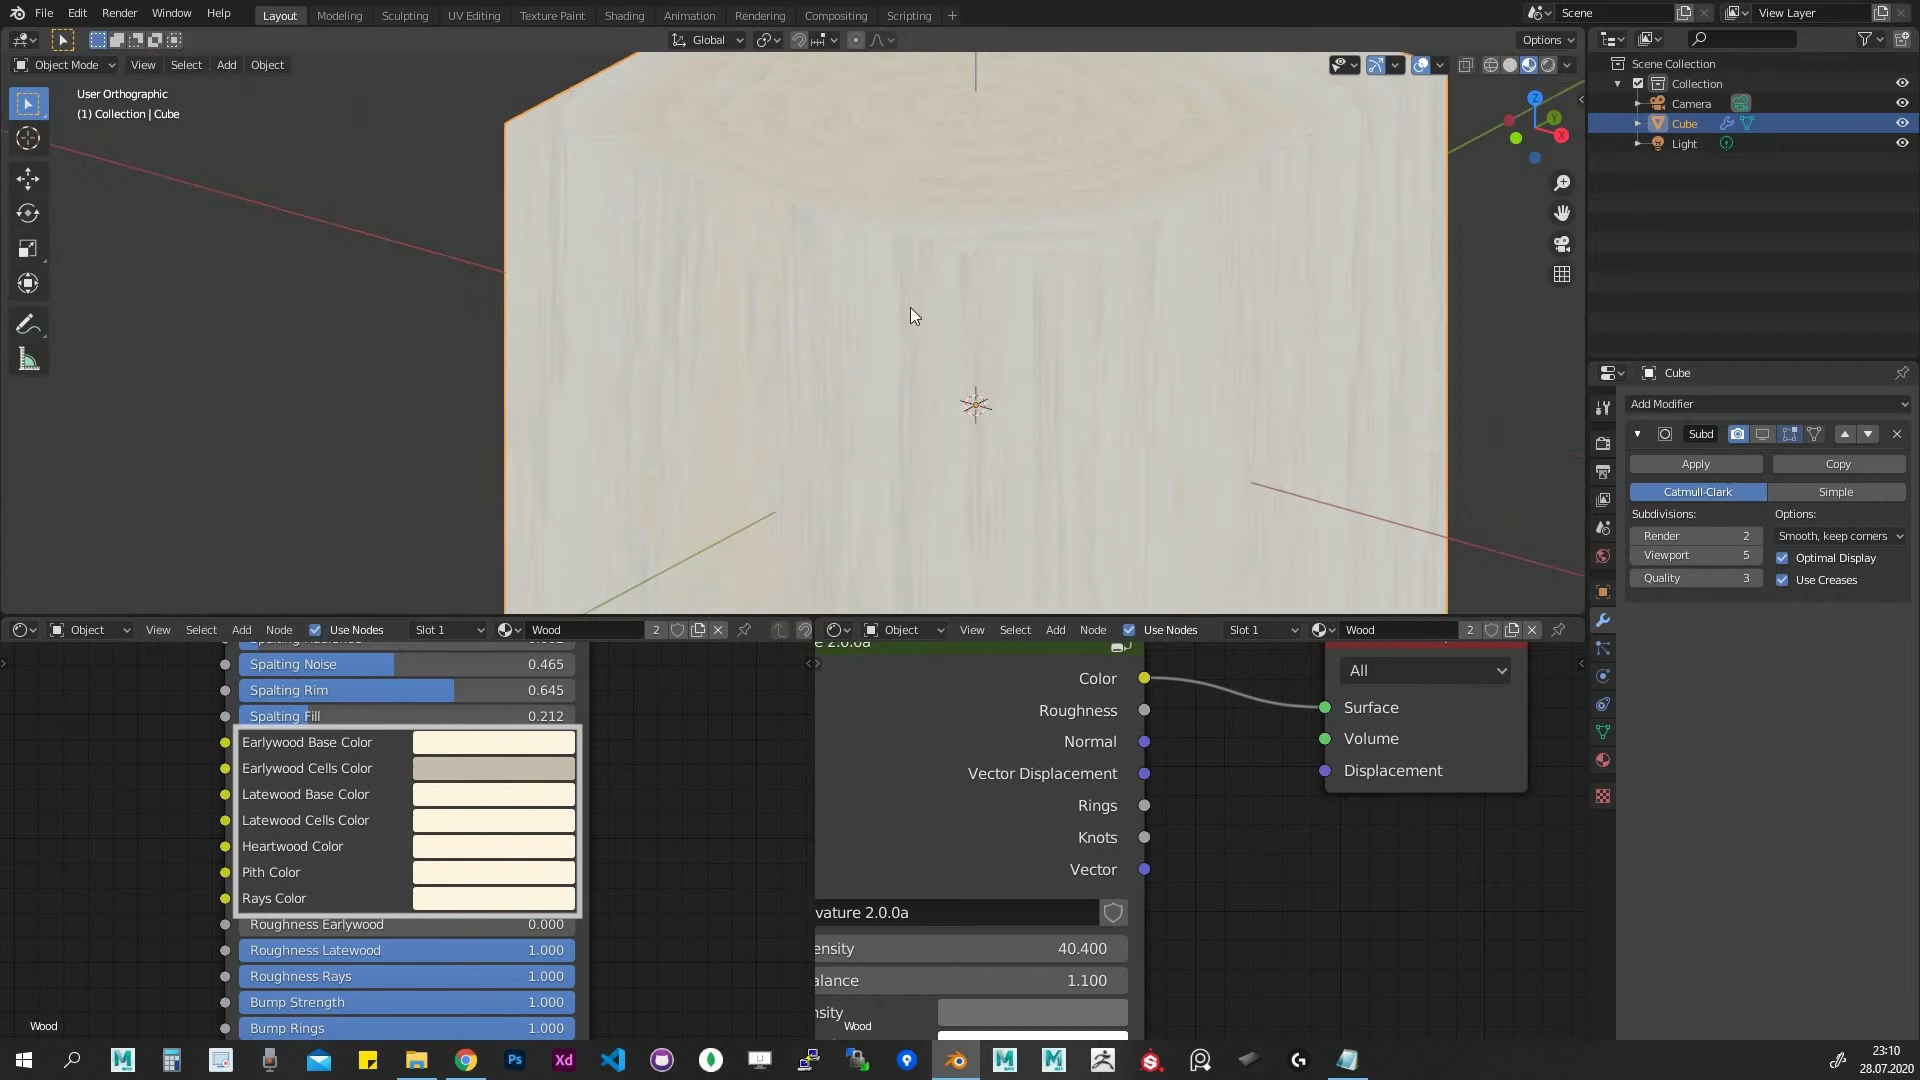 File Edit Render Window Help
Layout Modeling Sculpting UV Editing Texture Paint Shading Animation Rendering Compositing Scripting +
Scene
View Layer
Global
Options
Object Mode View Select Add Object
User Orthographic
(1) Collection | Cube
Z
Y
X
Scene Collection
Collection
Camera
Cube
Light
Cube
Add Modifier
Subd
Apply Copy
Catmull-Clark Simple
Subdivisions: Options:
Render 2 Smooth, keep corners
Viewport 5 Optimal Display
Quality 3 Use Creases
Object View Select Add Node Use Nodes Slot 1 Wood 2
Spalting Noise 0.465
Spalting Rim 0.645
Spalting Fill 0.212
Earlywood Base Color
Earlywood Cells Color
Latewood Base Color
Latewood Cells Color
Heartwood Color
Pith Color
Rays Color
Roughness Earlywood 0.000
Roughness Latewood 1.000
Roughness Rays 1.000
Bump Strength 1.000
Bump Rings 1.000
Wood
Object View Select Add Node Use Nodes Slot 1 Wood 2
e 2.0.0a
Color
Roughness
Normal
Vector Displacement
Rings
Knots
Vector
vature 2.0.0a
ensity 40.400
alance 1.100
nsity
Wood
All
Surface
Volume
Displacement
Ps
Xd
23:10
28.07.2020